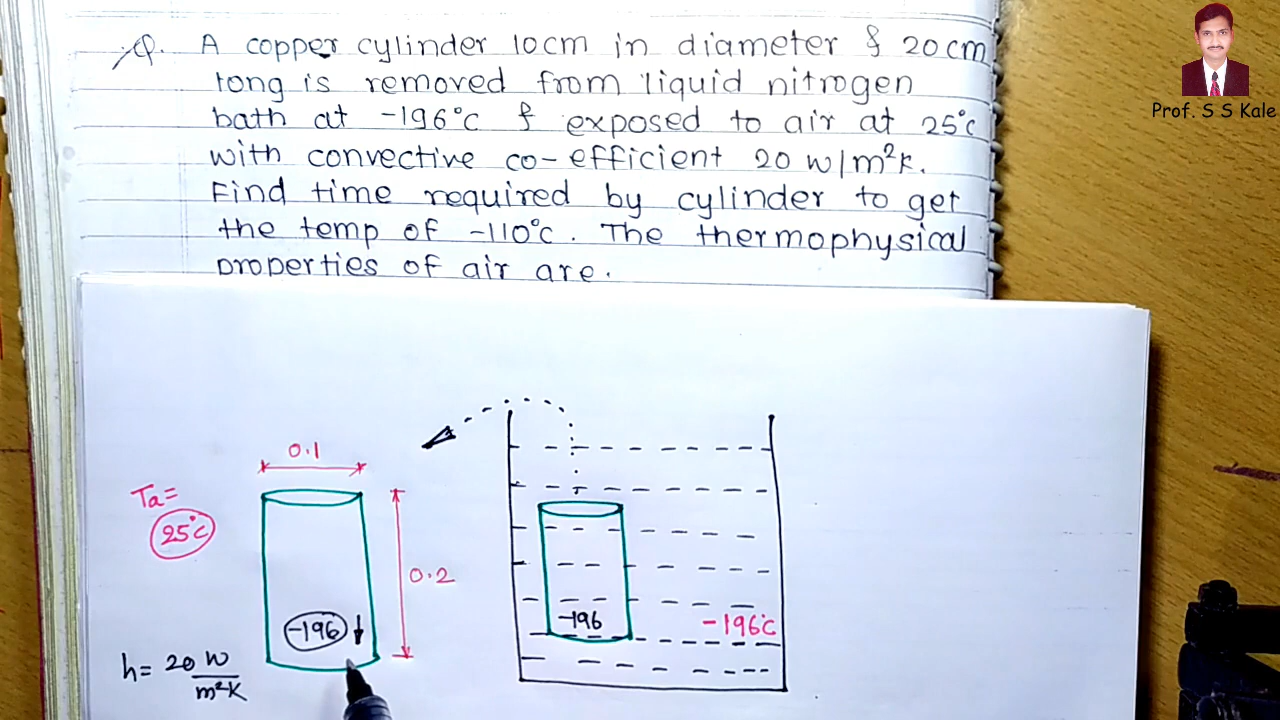 Q. A copper cylinder 10cm in diameter & 20cm
long is removed from liquid nitrogen
bath at -196°c & exposed to air at 25°c
with convective co-efficient 20 w/m²k.
Find time required by cylinder to get
the temp of -110°c. The thermophysical
properties of air are.
Prof. S S Kale
0.1
Ta=
25°c
0.2
-196
h= 20 W
m²K
-196
-196°c